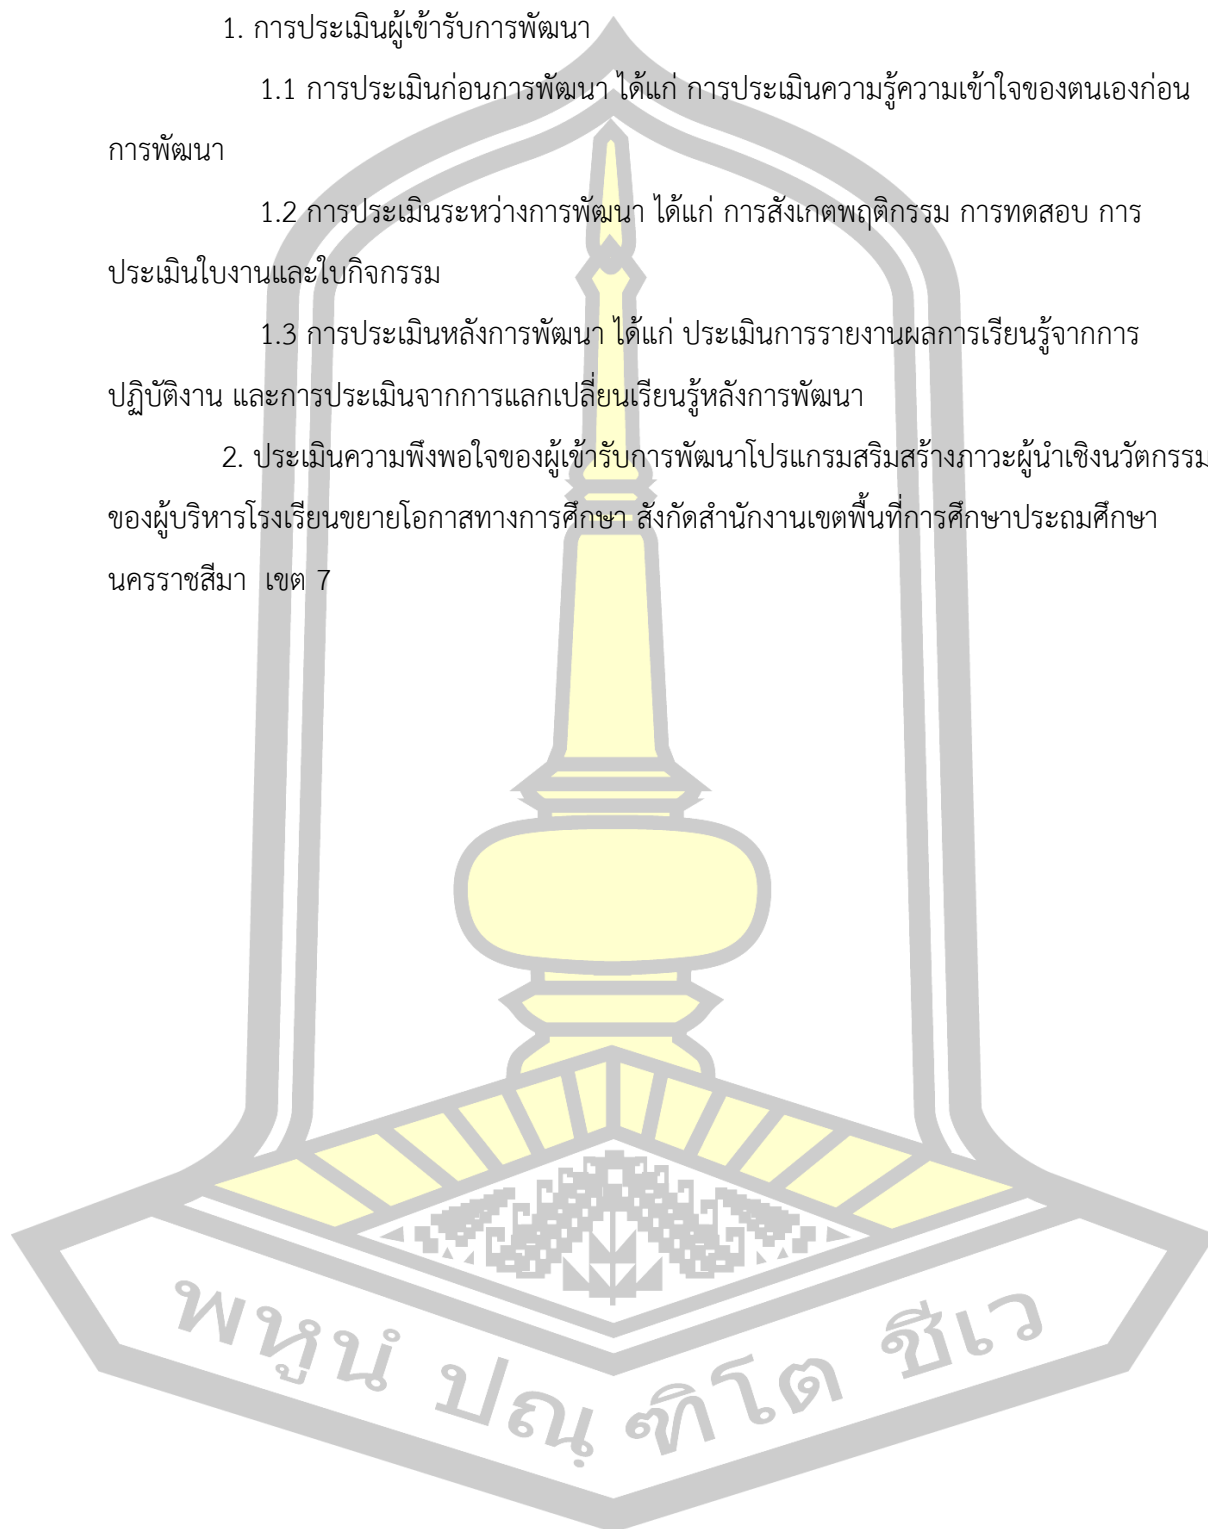 1. การประเมินผู้เข้ารับการพัฒนา
1.1 การประเมินก่อนการพัฒนา ได้แก่ การประเมินความรู้ความเข้าใจของตนเองก่อน
การพัฒนา
1.2 การประเมินระหว่างการพัฒนา ได้แก่ การสังเกตพฤติกรรม การทดสอบ การ
ประเมินใบงานและใบกิจกรรม
1.3 การประเมินหลังการพัฒนา ได้แก่ ประเมินการรายงานผลการเรียนรู้จากการ
ปฏิบัติงาน และการประเมินจากการแลกเปลี่ยนเรียนรู้หลังการพัฒนา
2. ประเมินความพึงพอใจของผู้เข้ารับการพัฒนาโปรแกรมสริมสร้างภาวะผู้นำเชิงนวัตกรรม
ของผู้บริหารโรงเรียนขยายโอกาสทางการศึกษา สังกัดสำนักงานเขตพื้นที่การศึกษาประถมศึกษา
นครราชสีมา เขต 7
พหูนํ ปณฺ ฑิโต ชีเว